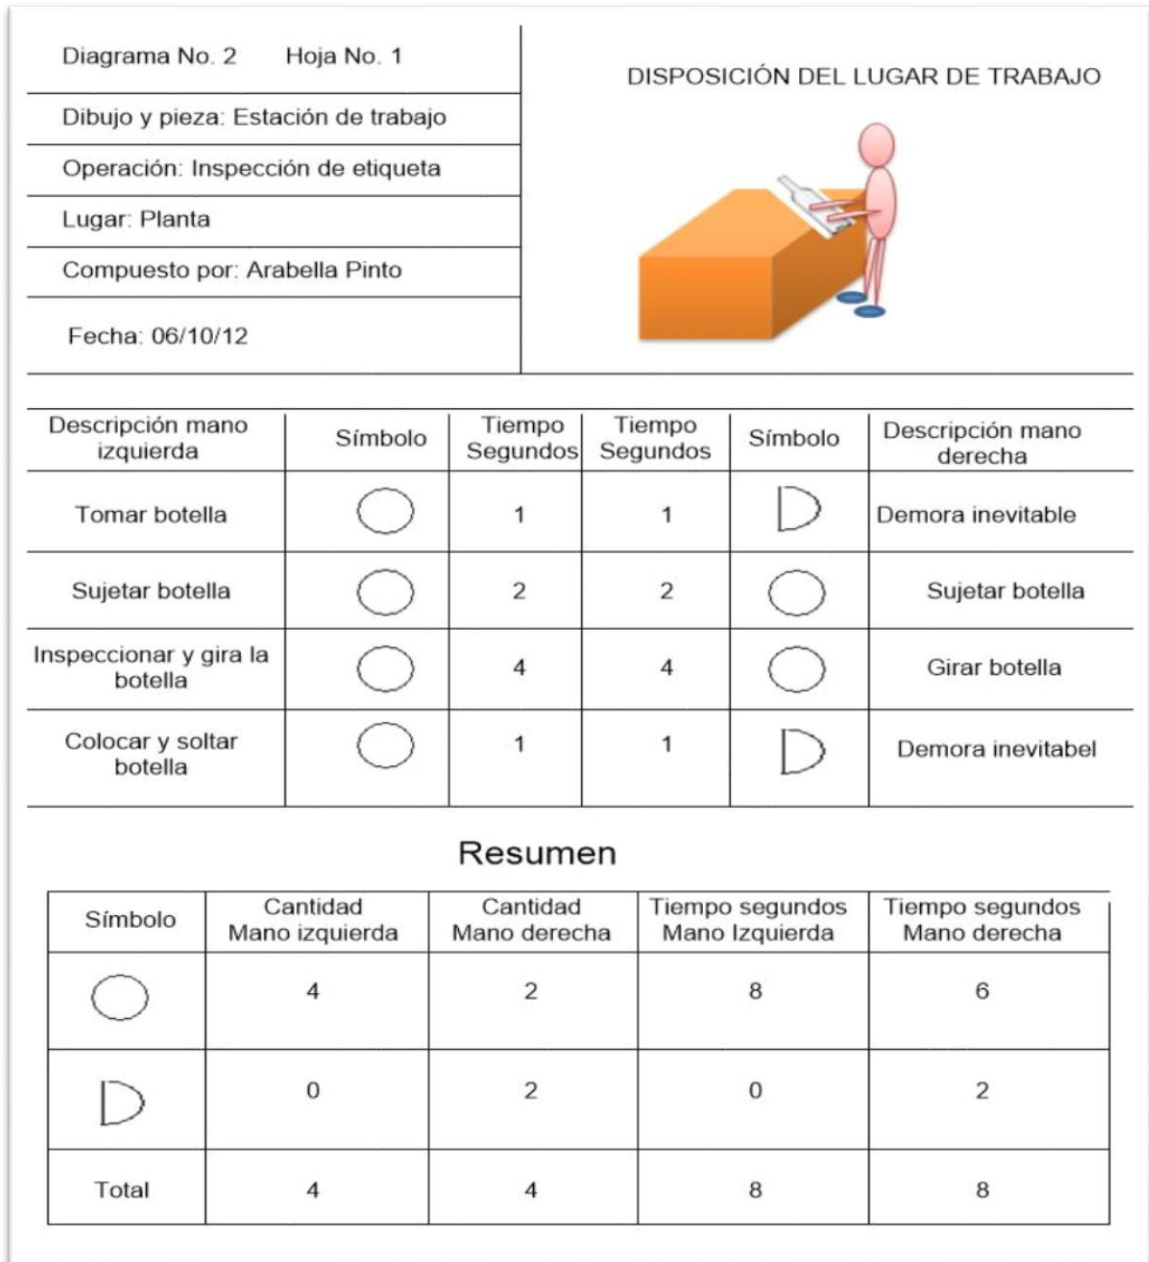 Diagrama No. 2 Hoja No. 1
DISPOSICIÓN DEL LUGAR DE TRABAJO
Dibujo y pieza: Estación de trabajo
Operación: Inspección de etiqueta
Lugar: Planta
Compuesto por: Arabella Pinto
Fecha: 06/10/12
Descripción mano izquierda Símbolo Tiempo Segundos Tiempo Segundos Símbolo Descripción mano derecha
Tomar botella 1 1 Demora inevitable
Sujetar botella 2 2 Sujetar botella
Inspeccionar y gira la botella 4 4 Girar botella
Colocar y soltar botella 1 1 Demora inevitabel
Resumen
Símbolo Cantidad Mano izquierda Cantidad Mano derecha Tiempo segundos Mano Izquierda Tiempo segundos Mano derecha
4 2 8 6
0 2 0 2
Total 4 4 8 8